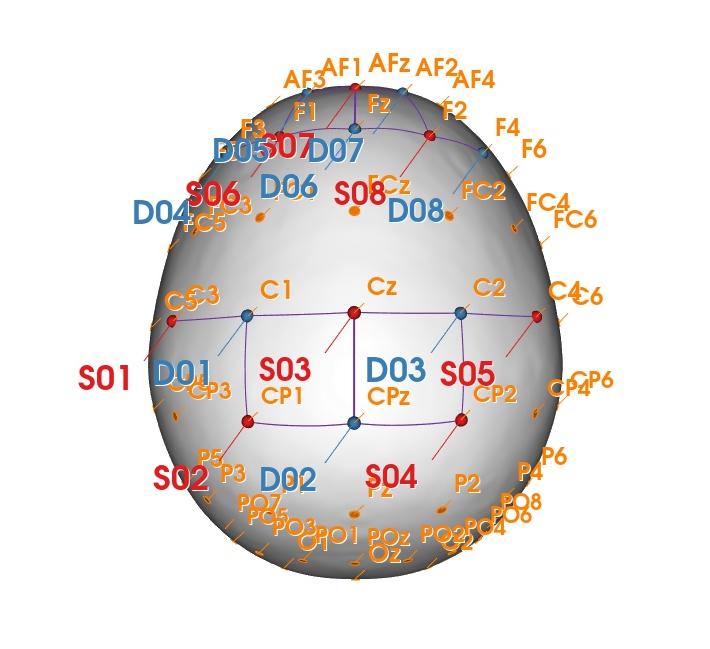 AF3 AF1 AFz AF2 AF4
F3 F1 Fz F2 F4 F6
D05 S07 D07
D04 S06 D06 S08 D08
FCz FC2 FC4 FC6
C3 FC5
C5 C3 C1 Cz C2 C4 C6
S01 D01 S03 D03 S05
CP3 CP1 CPz CP2 CP4 CP6
S02 D02 S04
P5 P3 Pz P2 P4 P6
PO7 PO5 PO3 PO1 POz PO2 PO4 PO6 PO8
O1 Oz O2